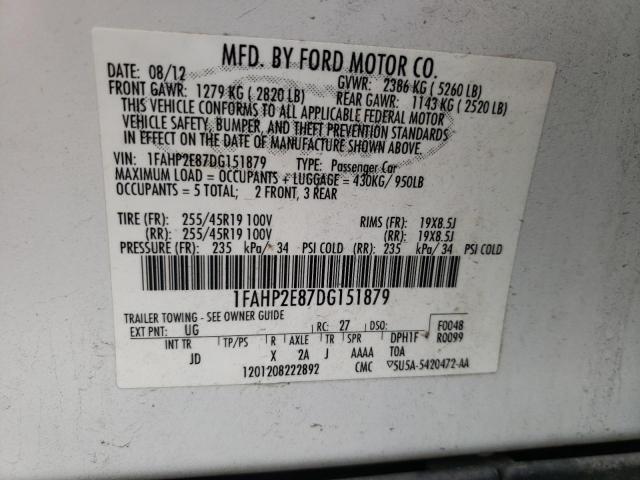 MFD. BY FORD MOTOR CO.
DATE: 08/12 GVWR: 2386 KG ( 5260 LB)
FRONT GAWR: 1279 KG ( 2820 LB) REAR GAWR: 1143 KG ( 2520 LB)
THIS VEHICLE CONFORMS TO ALL APPLICABLE FEDERAL MOTOR
VEHICLE SAFETY, BUMPER, AND THEFT PREVENTION STANDARDS
IN EFFECT ON THE DATE OF MANUFACTURE SHOWN ABOVE.
VIN: 1FAHP2E87DG151879 TYPE: Passenger Car
MAXIMUM LOAD = OCCUPANTS + LUGGAGE = 430KG/ 950LB
OCCUPANTS = 5 TOTAL; 2 FRONT, 3 REAR
TIRE (FR): 255/45R19 100V RIMS (FR): 19X8.5J
(RR): 255/45R19 100V (RR): 19X8.5J
PRESSURE (FR): 235 kPa/ 34 PSI COLD (RR): 235 kPa/ 34 PSI COLD
1FAHP2E87DG151879
TRAILER TOWING - SEE OWNER GUIDE
EXT PNT: UG RC: 27 DSO: F0048
R0099
INT TR TP/PS R AXLE TR SPR DPH1F
JD X 2A J AAAA TOA
1201208222892 CMC ▽5U5A-5420472-AA